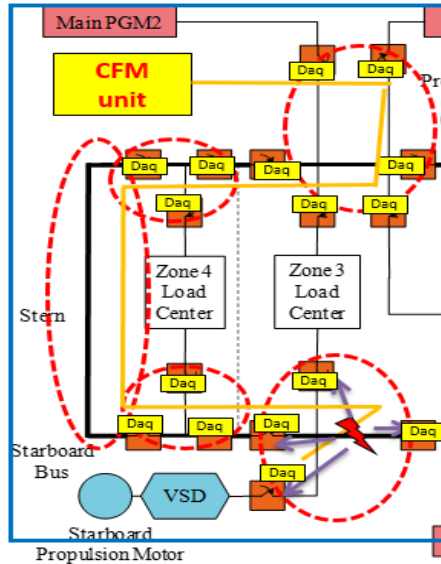 Main PGM2
CFM
unit
Daq
Daq
Pro
Daq
Daq
Daq
Daq
Daq
Daq
Daq
Zone 4
Load
Center
Zone 3
Load
Center
Stern
Daq
Daq
Daq
Daq
Daq
Daq
Starboard
Bus
Daq
VSD
Starboard
Propulsion Motor